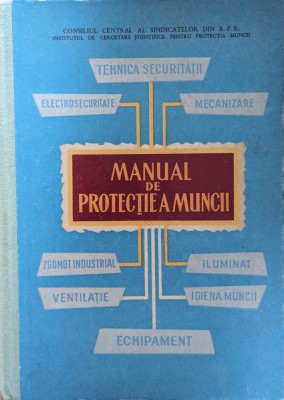 CONSILIUL CENTRAL AL SINDICATELOR DIN R.P.R.
INSTITUTUL DE CERCETĂRI ȘTIINȚIFICE PENTRU PROTECȚIA MUNCII
TEHNICA SECURITĂȚII
ELECTROSECURITATE
MECANIZARE
MANUAL
DE
PROTECȚIE A MUNCII
ZGOMOT INDUSTRIAL
ILUMINAT
VENTILAȚIE
IGIENA MUNCII
ECHIPAMENT